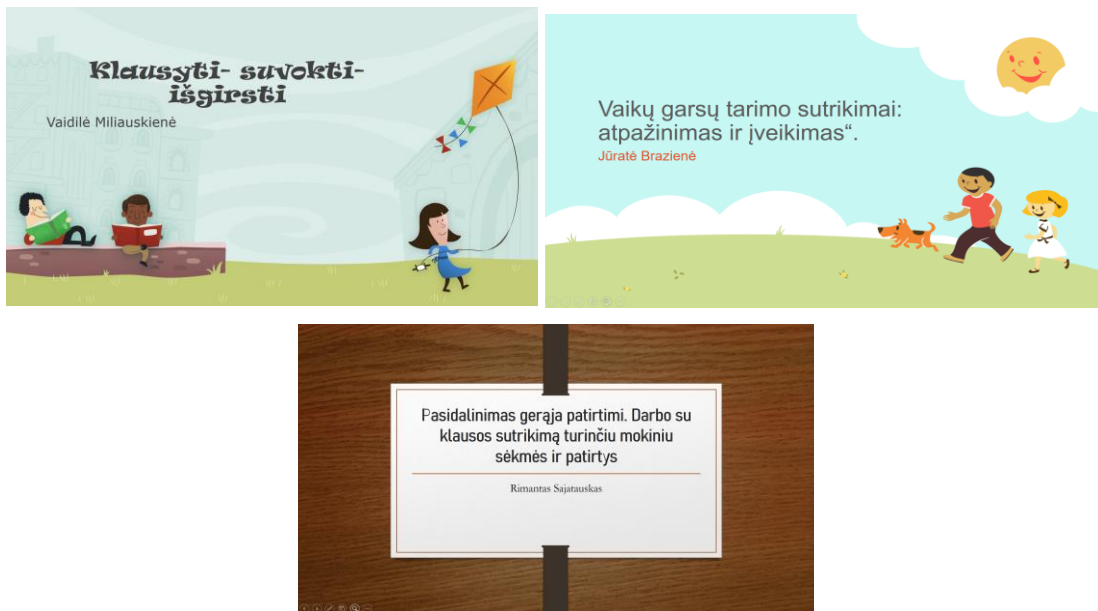 Klausyti- suvokti-
išgirsti
Vaidilė Miliauskienė
Vaikų garsų tarimo sutrikimai:
atpažinimas ir įveikimas“.
Jūratė Brazienė
Pasidalinimas gerąja patirtimi. Darbo su
klausos sutrikimą turinčiu mokiniu
sėkmės ir patirtys
Rimantas Sajatauskas